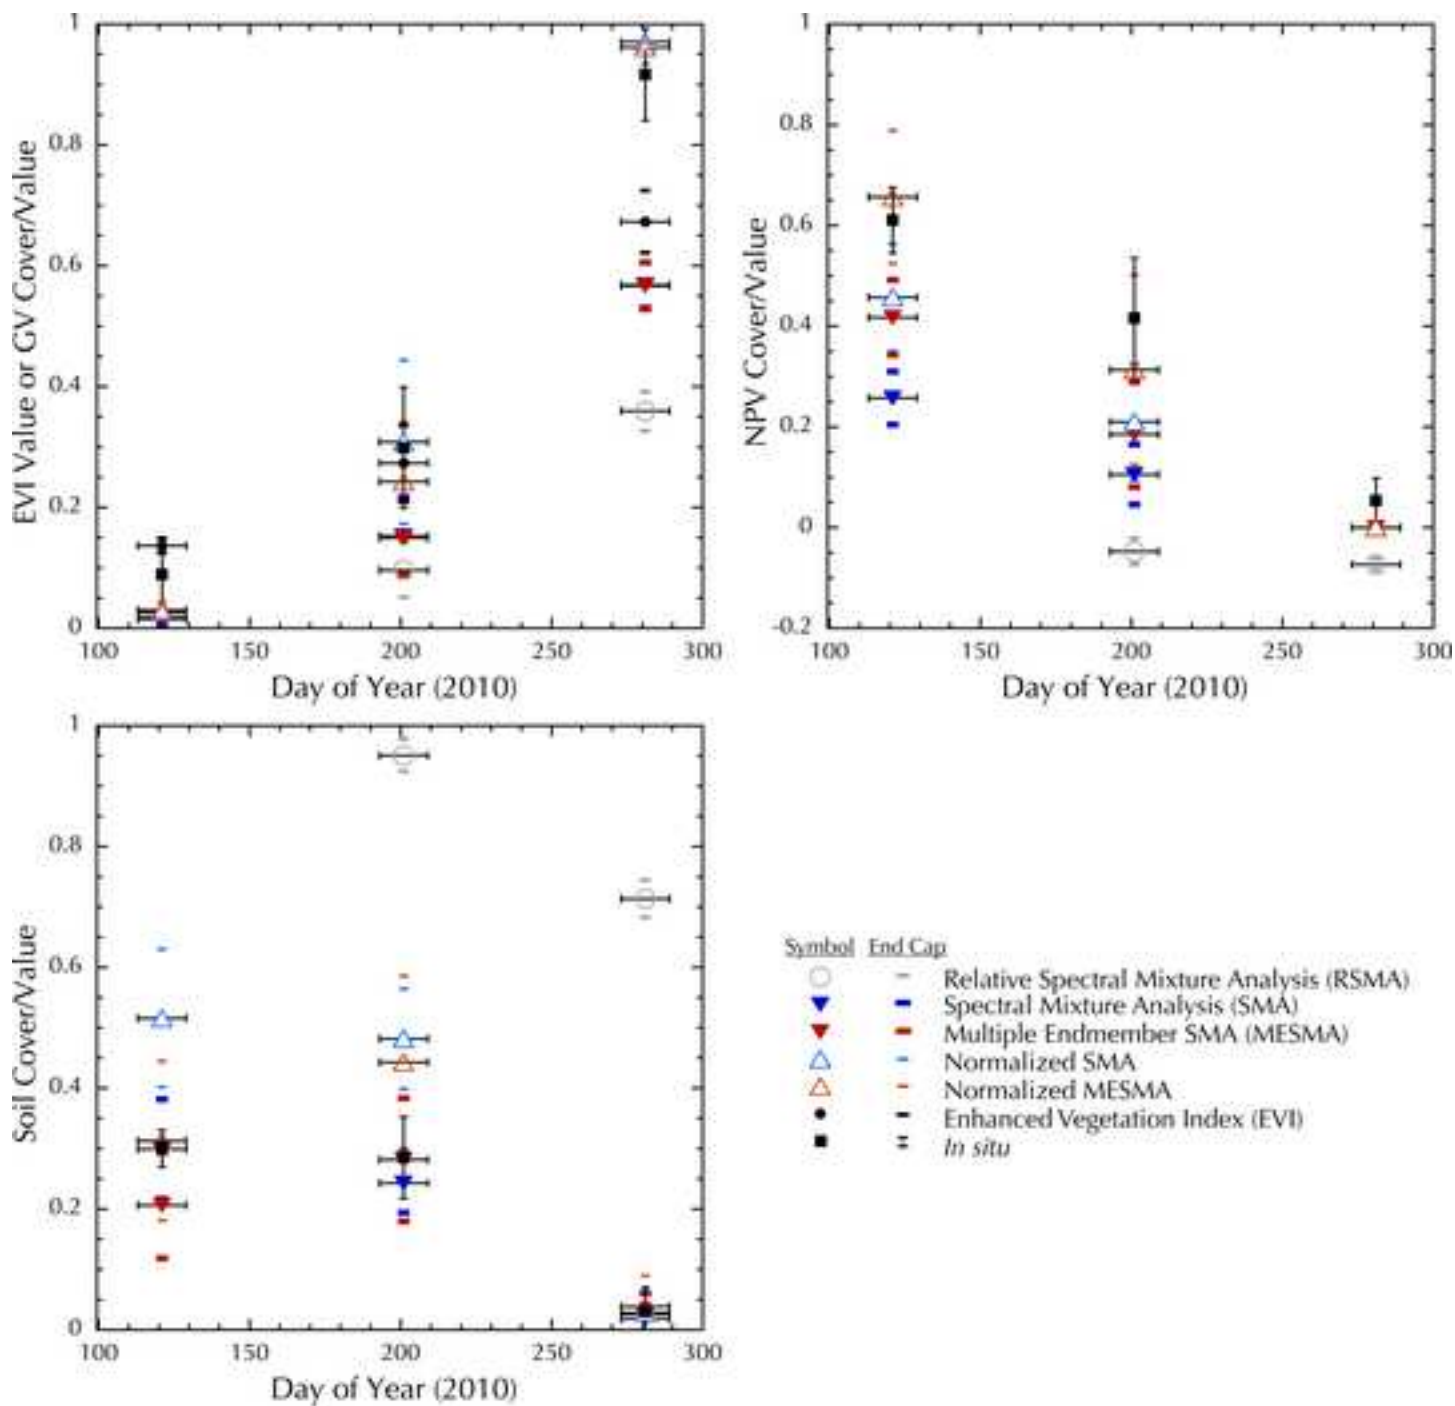 1
0.8
0.6
0.4
0.2
0
EVI Value or GV Cover/Value
100 150 200 250 300
Day of Year (2010)
1
0.8
0.6
0.4
0.2
0
-0.2
NPV Cover/Value
100 150 200 250 300
Day of Year (2010)
1
0.8
0.6
0.4
0.2
0
Soil Cover/Value
100 150 200 250 300
Day of Year (2010)
Symbol End Cap
Relative Spectral Mixture Analysis (RSMA)
Spectral Mixture Analysis (SMA)
Multiple Endmember SMA (MESMA)
Normalized SMA
Normalized MESMA
Enhanced Vegetation Index (EVI)
In situ